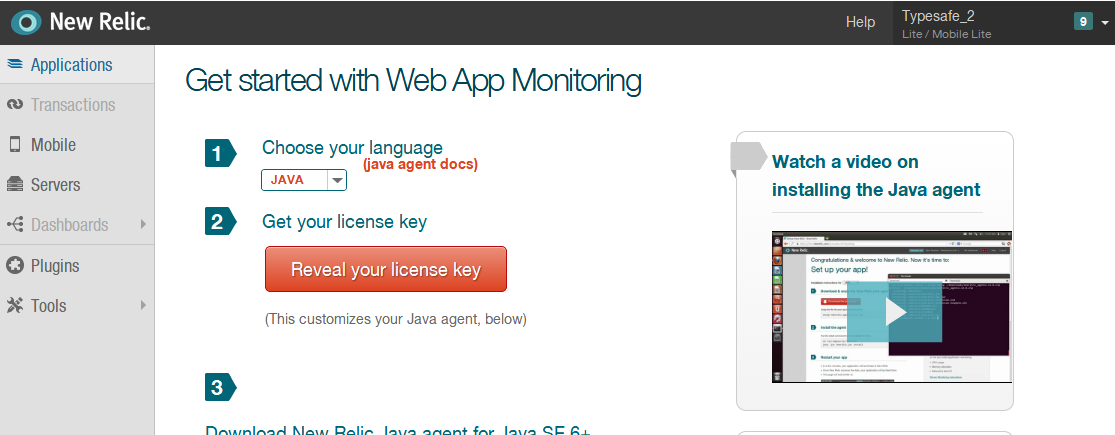 New Relic.
Help
Typesafe_2
9
Lite / Mobile Lite
Applications
Transactions
Mobile
Servers
Dashboards
Plugins
Tools
Get started with Web App Monitoring
1
Choose your language
(java agent docs)
JAVA
2
Get your license key
Reveal your license key
(This customizes your Java agent, below)
3
Download New Relic Java agent for Java SE 6+
Watch a video on
installing the Java agent
New Relic.
Congratulations & welcome to New Relic. Now it's time to:
Set up your app!